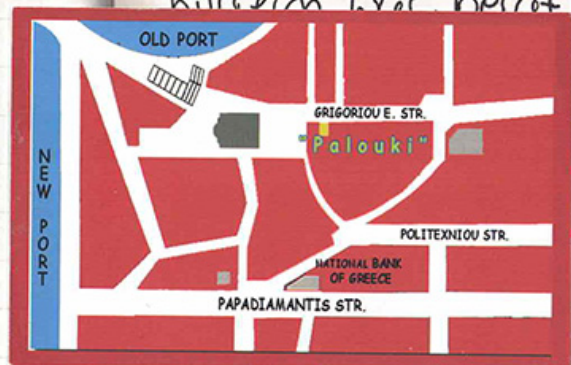 OLD PORT
GRIGORIOU E. STR.
"Palouki"
NEW PORT
POLITEXNIOU STR.
NATIONAL BANK
OF GREECE
PAPADIAMANTIS STR.